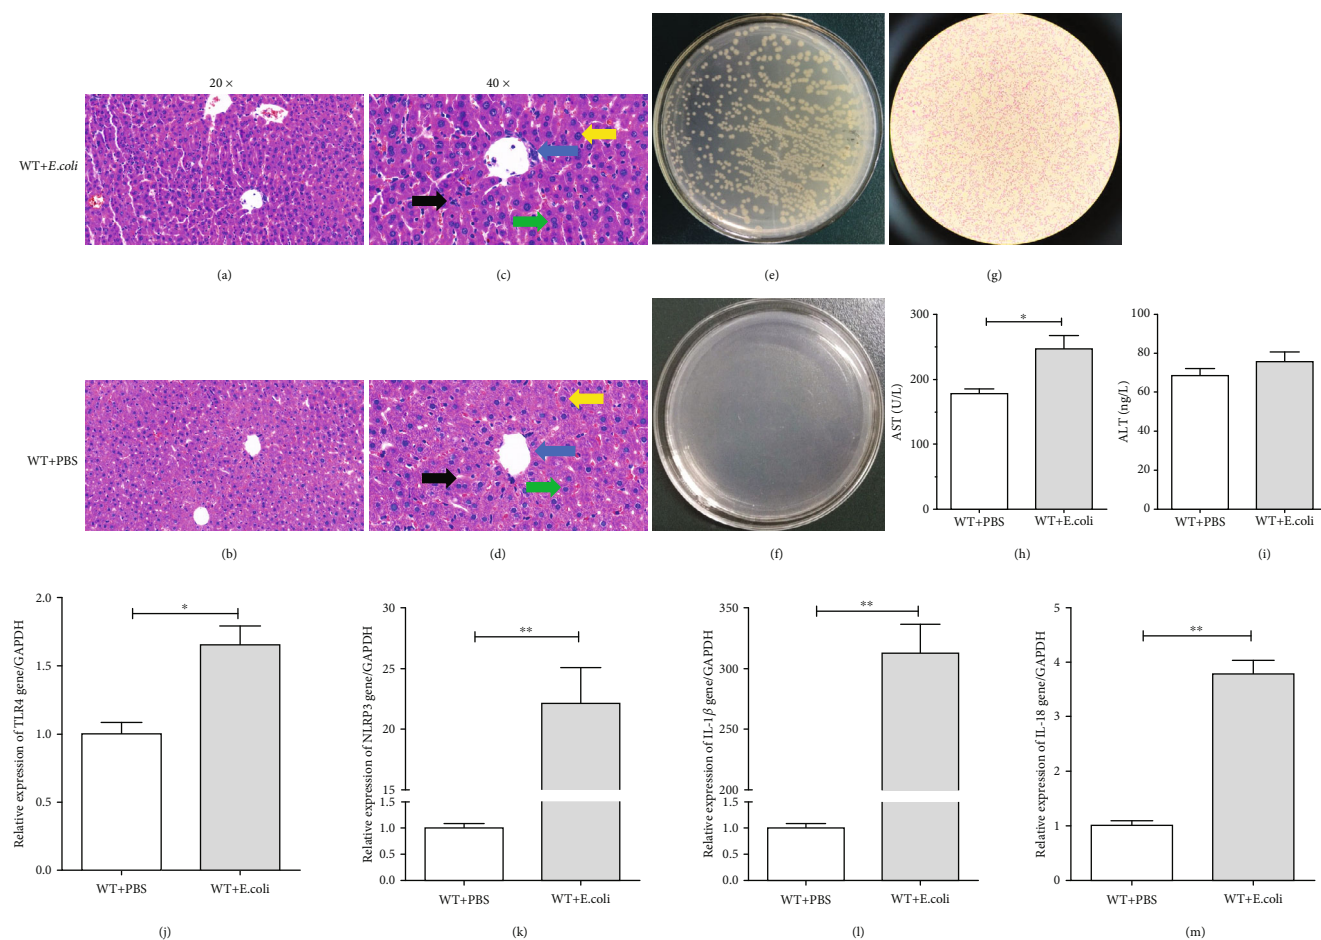 20 ×
40 ×
WT+E.coli
(a)
(c)
(e)
(g)
WT+PBS
(b)
(d)
(f)
AST (U/L)
300
200
100
0
*
WT+PBS
WT+E.coli
(h)
ALT (ng/L)
100
80
60
40
20
0
WT+PBS
WT+E.coli
(i)
Relative expression of TLR4 gene/GAPDH
2.0
1.5
1.0
0.5
0.0
*
WT+PBS
WT+E.coli
(j)
Relative expression of NLRP3 gene/GAPDH
30
25
20
15
1.5
1.0
0.5
0.0
**
WT+PBS
WT+E.coli
(k)
Relative expression of IL-1β gene/GAPDH
350
300
250
200
1.5
1.0
0.5
0.0
**
WT+PBS
WT+E.coli
(l)
Relative expression of IL-18 gene/GAPDH
5
4
3
2
1
0
**
WT+PBS
WT+E.coli
(m)